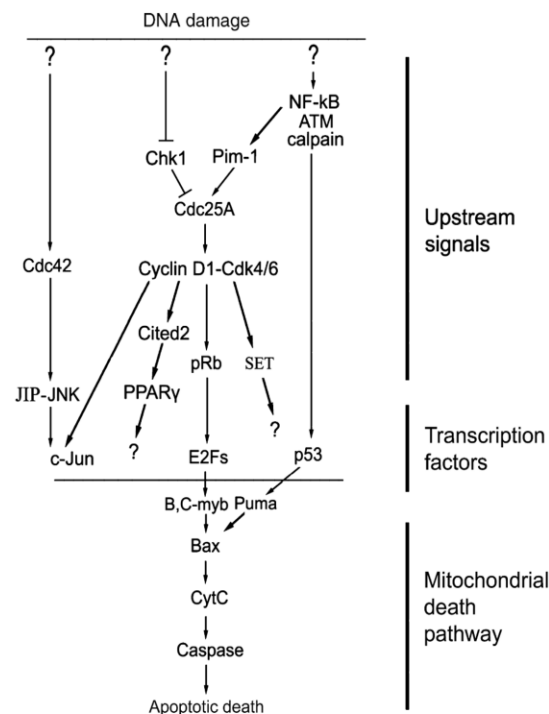 DNA damage
? ? ?
NF-kB
ATM
calpain
Chk1 Pim-1
Cdc25A
Upstream
signals
Cdc42 Cyclin D1-Cdk4/6
Cited2
pRb SET
JIP-JNK PPARγ
? ?
c-Jun E2Fs p53
Transcription
factors
B,C-myb Puma
Bax
CytC
Mitochondrial
death
pathway
Caspase
Apoptotic death